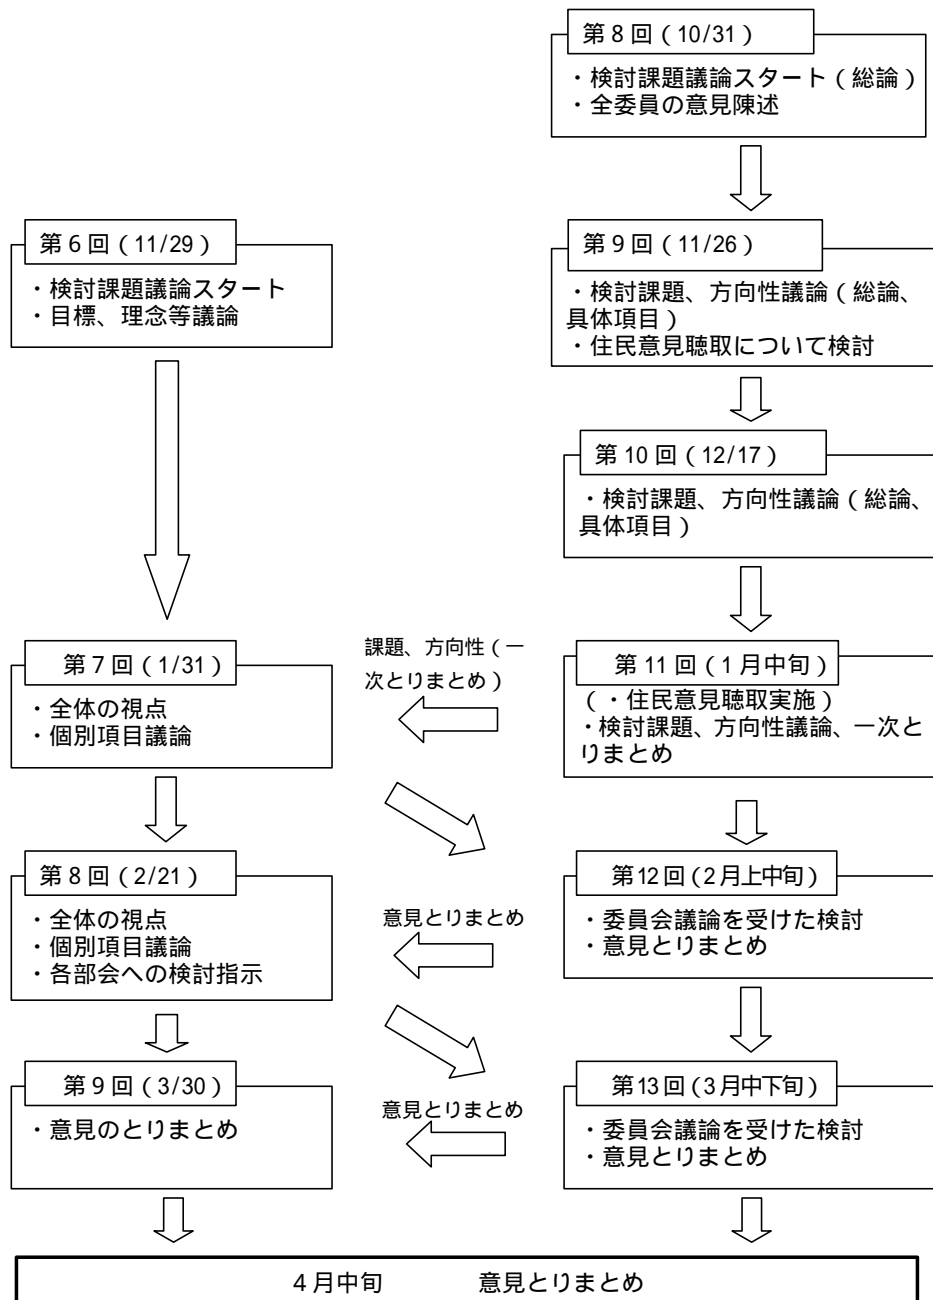 第８回（10/31）
・検討課題議論スタート（総論）
・全委員の意見陳述
第６回（11/29）
・検討課題議論スタート
・目標、理念等議論
第９回（11/26）
・検討課題、方向性議論（総論、
具体項目）
・住民意見聴取について検討
第10回（12/17）
・検討課題、方向性議論（総論、
具体項目）
第７回（1/31）
・全体の視点
・個別項目議論
課題、方向性（一
次とりまとめ）
第11回（１月中旬）
（・住民意見聴取実施）
・検討課題、方向性議論、一次と
りまとめ
第８回（2/21）
・全体の視点
・個別項目議論
・各部会への検討指示
意見とりまとめ
第12回（２月上中旬）
・委員会議論を受けた検討
・意見とりまとめ
第９回（3/30）
・意見のとりまとめ
意見とりまとめ
第13回（３月中下旬）
・委員会議論を受けた検討
・意見とりまとめ
４月中旬　　　意見とりまとめ